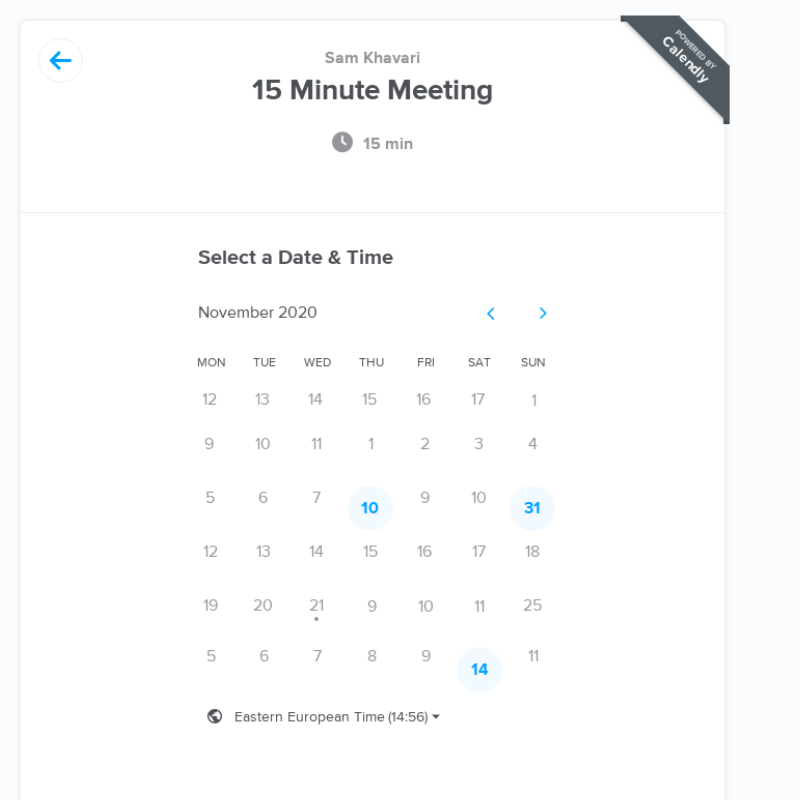 POWERED BY
Calendly
Sam Khavari
15 Minute Meeting
15 min
Select a Date & Time
November 2020
MON TUE WED THU FRI SAT SUN
12 13 14 15 16 17 1
9 10 11 1 2 3 4
5 6 7 10 9 10 31
12 13 14 15 16 17 18
19 20 21 9 10 11 25
5 6 7 8 9 14 11
Eastern European Time (14:56)